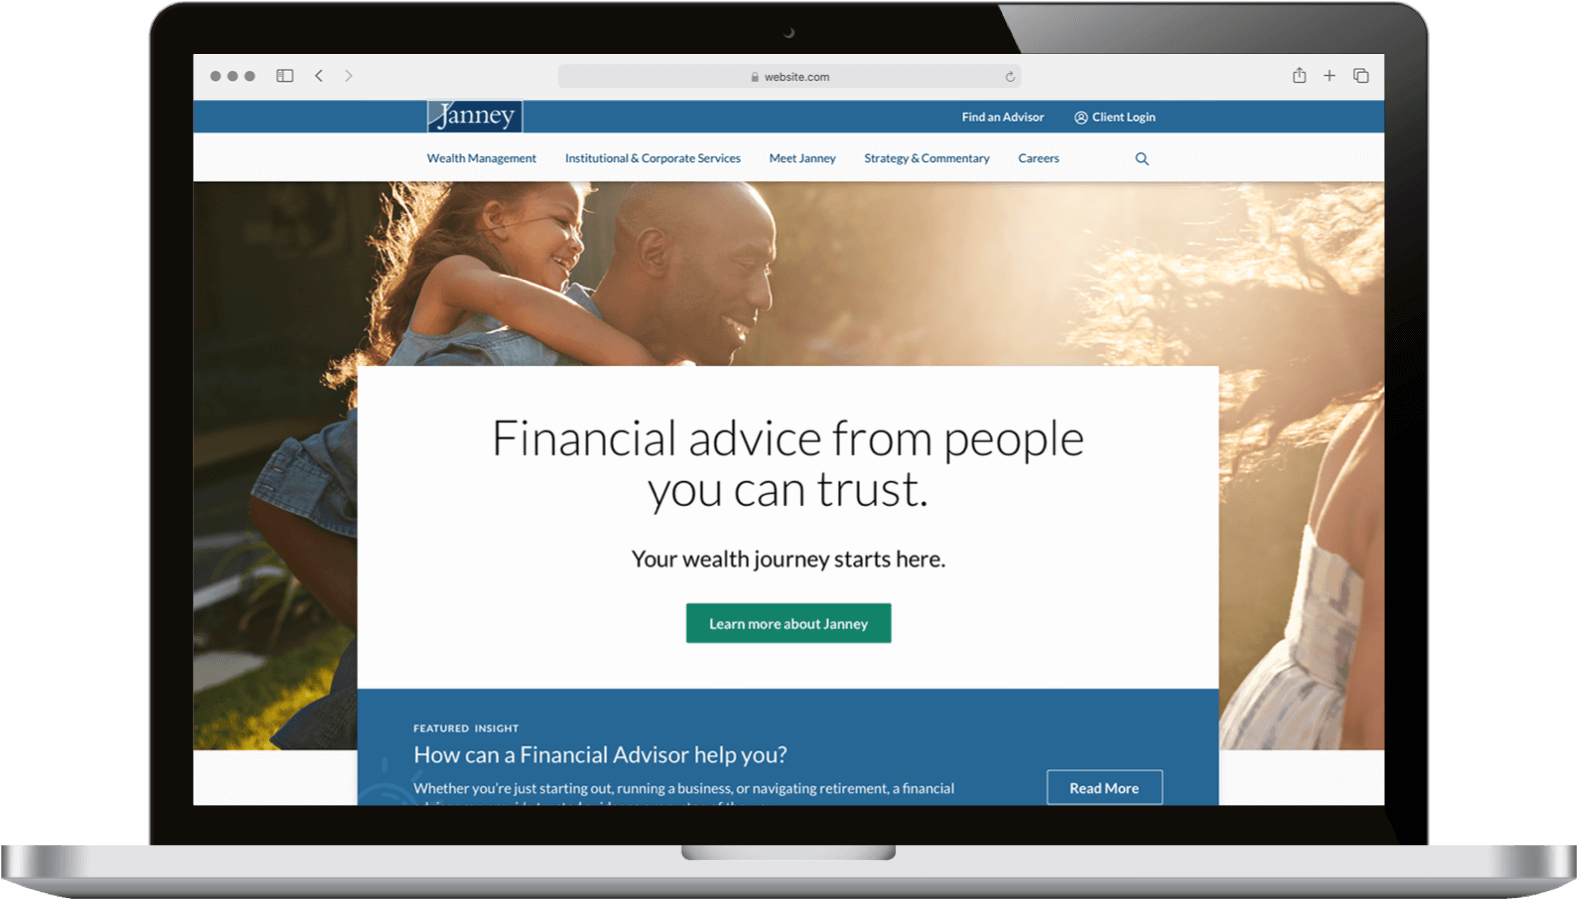 website.com
Janney
Find an Advisor
Client Login
Wealth Management
Institutional & Corporate Services
Meet Janney
Strategy & Commentary
Careers
Financial advice from people
you can trust.
Your wealth journey starts here.
Learn more about Janney
FEATURED INSIGHT
How can a Financial Advisor help you?
Whether you’re just starting out, running a business, or navigating retirement, a financial
Read More